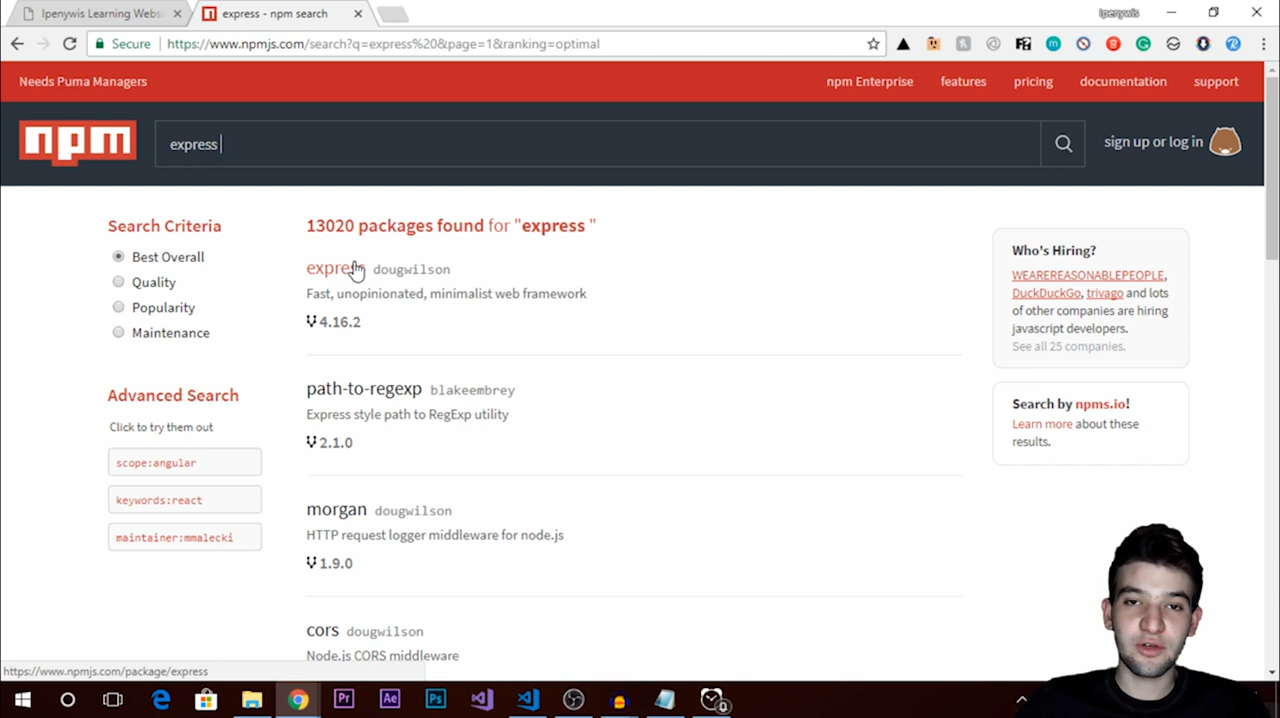 Ipenywis Learning Webs
express - npm search
Ipenywis
Secure
https://www.npmjs.com/search?q=express%20&page=1&ranking=optimal
Needs Puma Managers
npm Enterprise
features
pricing
documentation
support
npm
express
sign up or log in
Search Criteria
Best Overall
Quality
Popularity
Maintenance
Advanced Search
Click to try them out
scope:angular
keywords:react
maintainer:mmalecki
13020 packages found for "express "
express dougwilson
Fast, unopinionated, minimalist web framework
4.16.2
path-to-regexp blakeembrey
Express style path to RegExp utility
2.1.0
morgan dougwilson
HTTP request logger middleware for node.js
1.9.0
cors dougwilson
Node.js CORS middleware
Who's Hiring?
WEAREREASONABLEPEOPLE,
DuckDuckGo, trivago and lots
of other companies are hiring
javascript developers.
See all 25 companies.
Search by npms.io!
Learn more about these
results.
https://www.npmjs.com/package/express
Pr
Ae
Ps